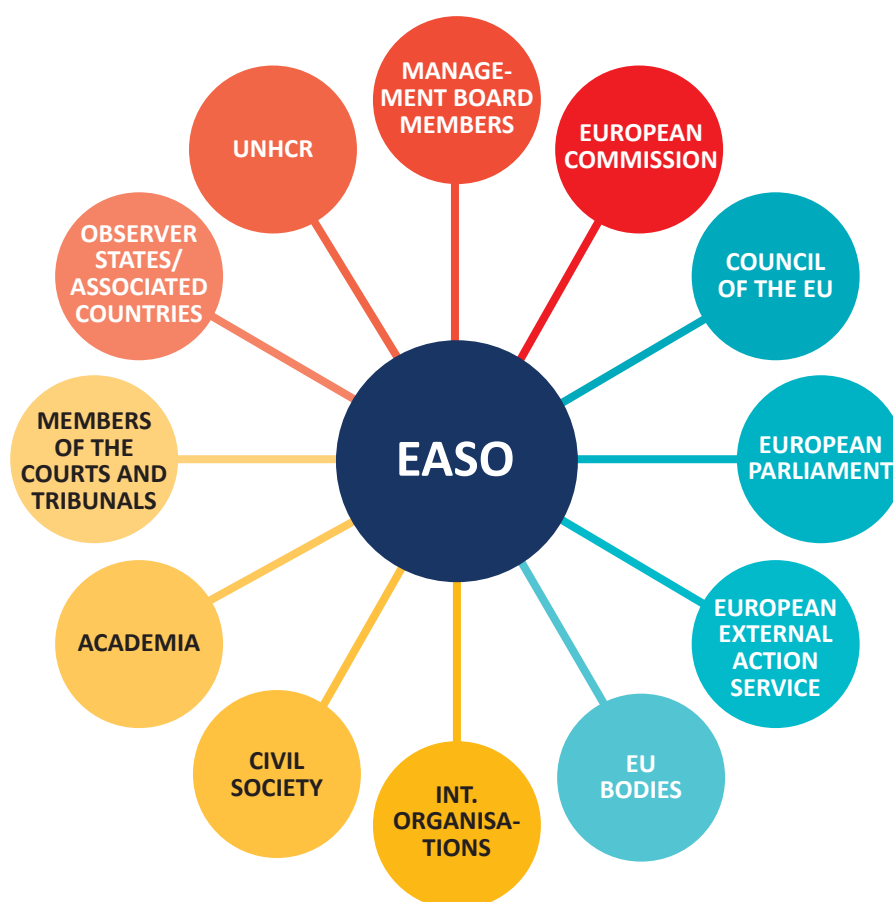 MANAGE-
MENT BOARD
MEMBERS
EUROPEAN
COMMISSION
COUNCIL
OF THE EU
EUROPEAN
PARLIAMENT
EUROPEAN
EXTERNAL
ACTION
SERVICE
EU
BODIES
INT.
ORGANISA-
TIONS
CIVIL
SOCIETY
ACADEMIA
MEMBERS
OF THE
COURTS AND
TRIBUNALS
OBSERVER
STATES/
ASSOCIATED
COUNTRIES
UNHCR
EASO